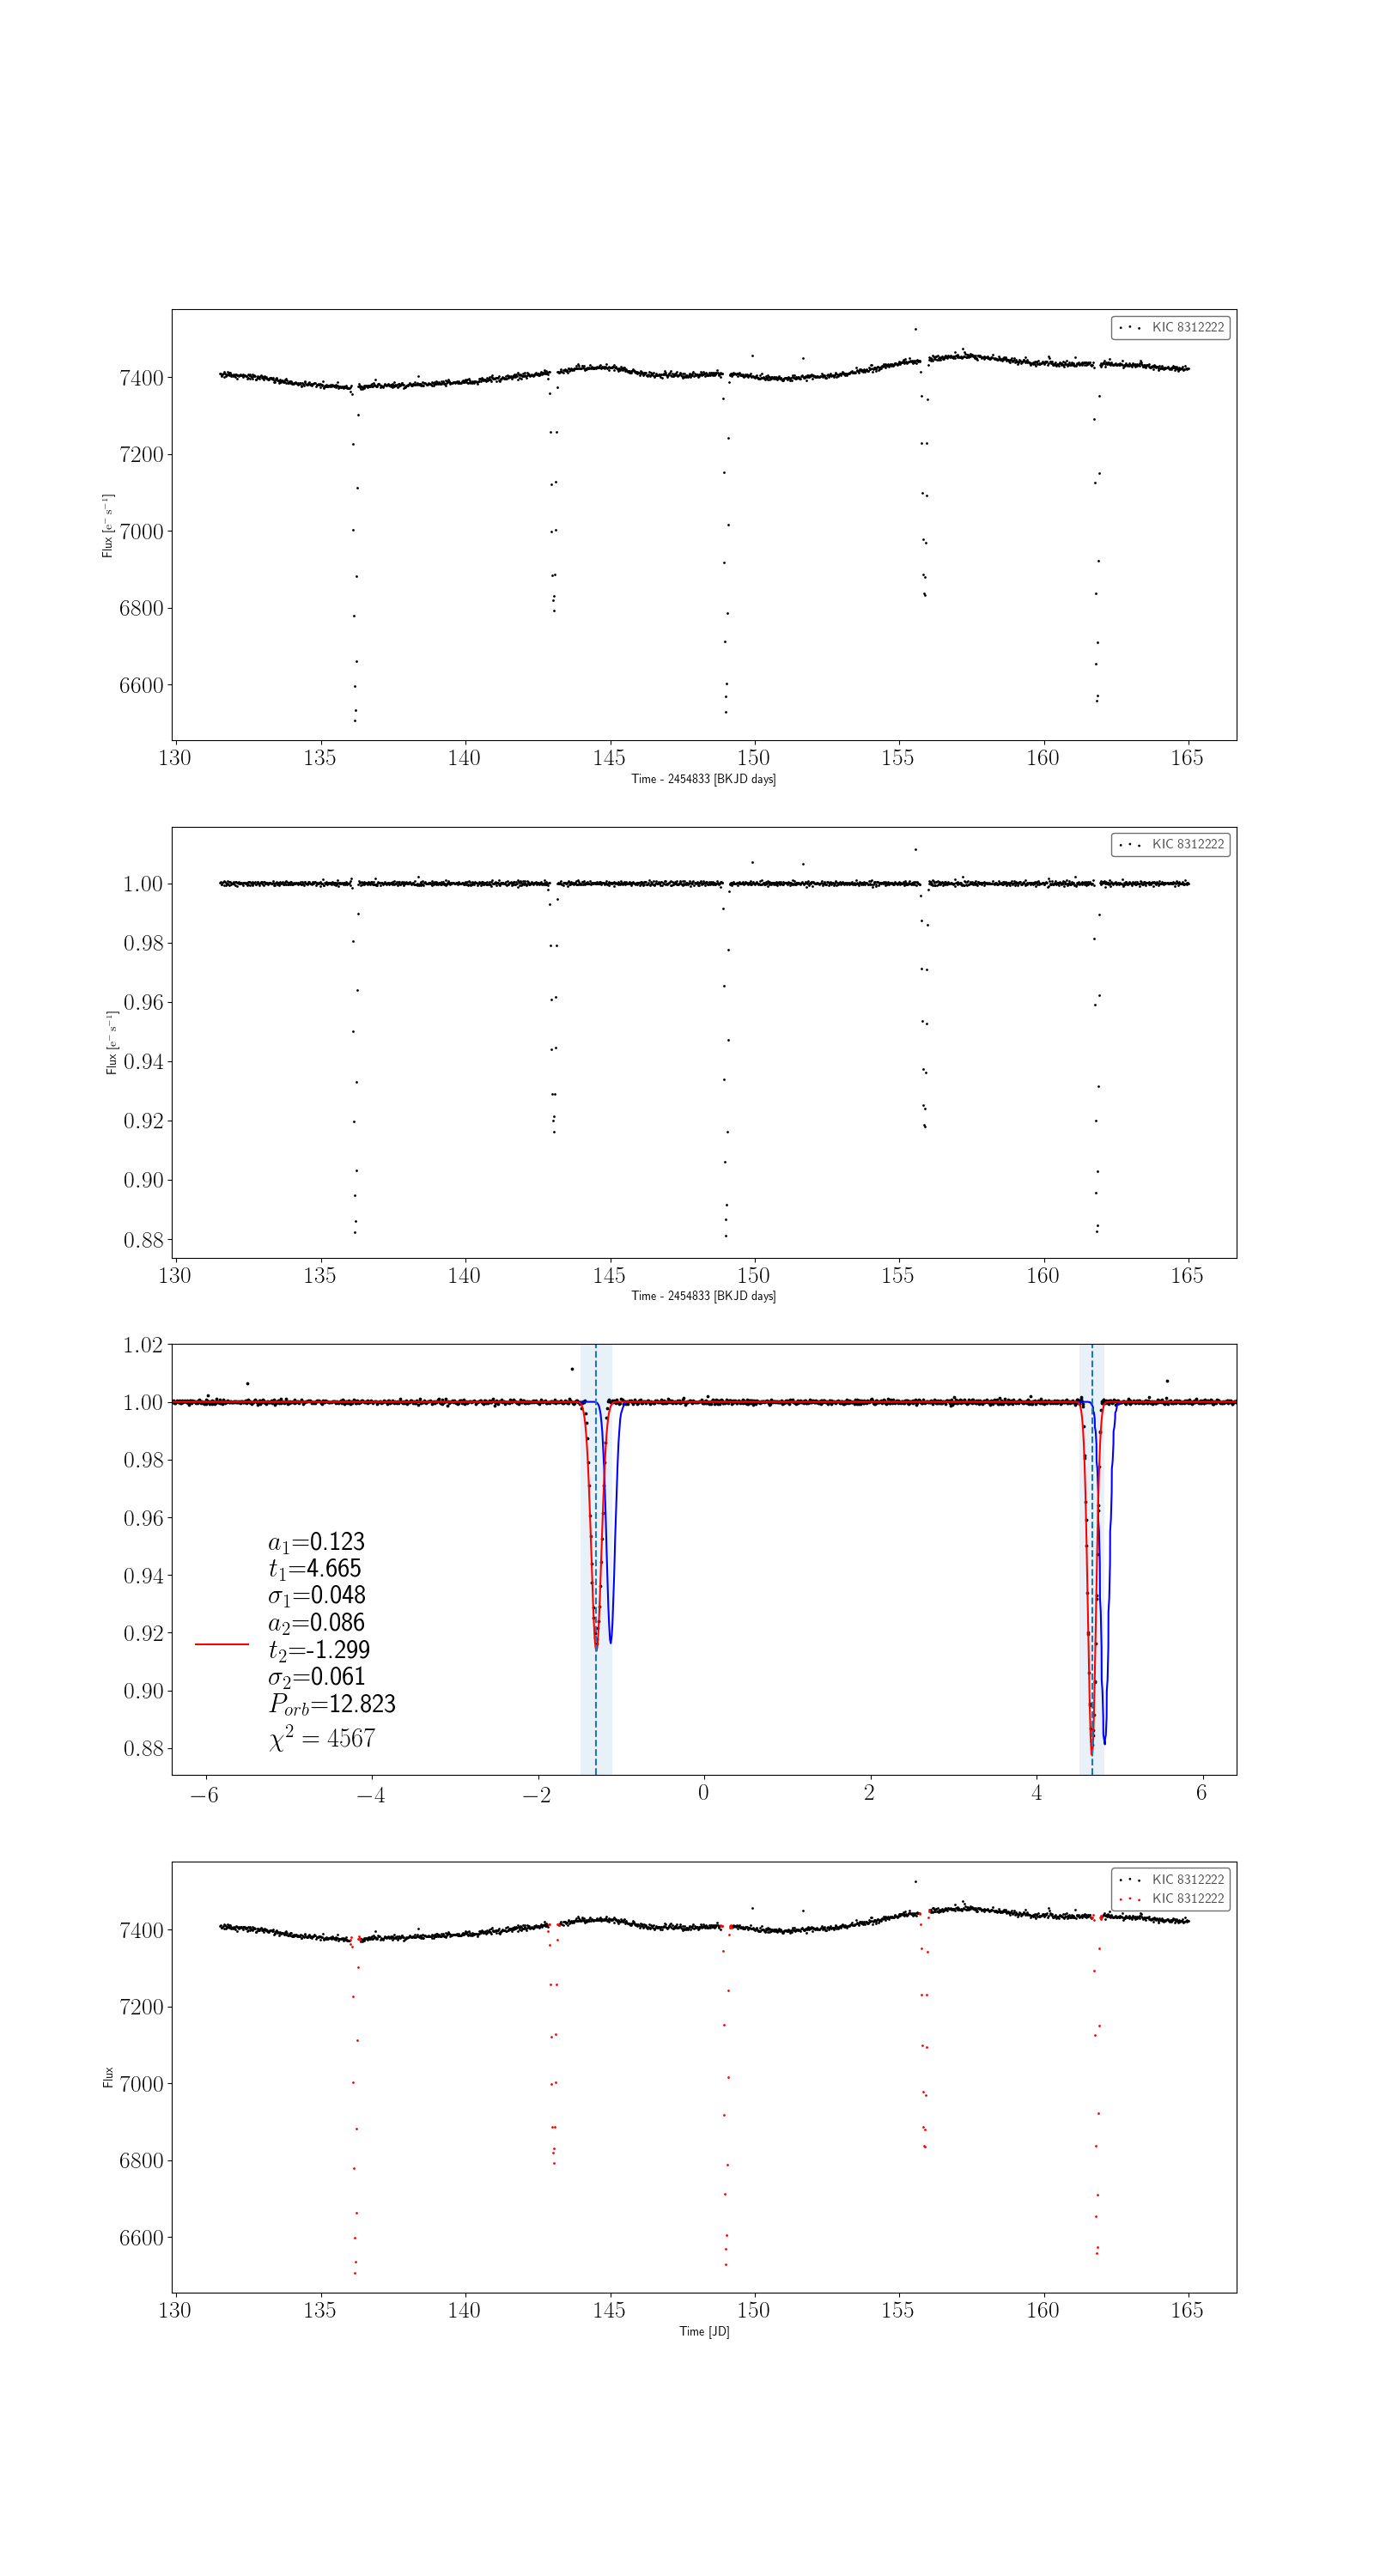 KIC 8312222
7400
7200
7000
6800
6600
Flux [e⁻ s⁻¹]
130 135 140 145 150 155 160 165
Time - 2454833 [BKJD days]
KIC 8312222
1.00
0.98
0.96
0.94
0.92
0.90
0.88
Flux [e⁻ s⁻¹]
130 135 140 145 150 155 160 165
Time - 2454833 [BKJD days]
1.02
1.00
0.98
0.96
0.94
0.92
0.90
0.88
a₁=0.123
t₁=4.665
σ₁=0.048
a₂=0.086
t₂=-1.299
σ₂=0.061
P_orb=12.823
χ² = 4567
−6 −4 −2 0 2 4 6
KIC 8312222
KIC 8312222
7400
7200
7000
6800
6600
Flux
130 135 140 145 150 155 160 165
Time [JD]